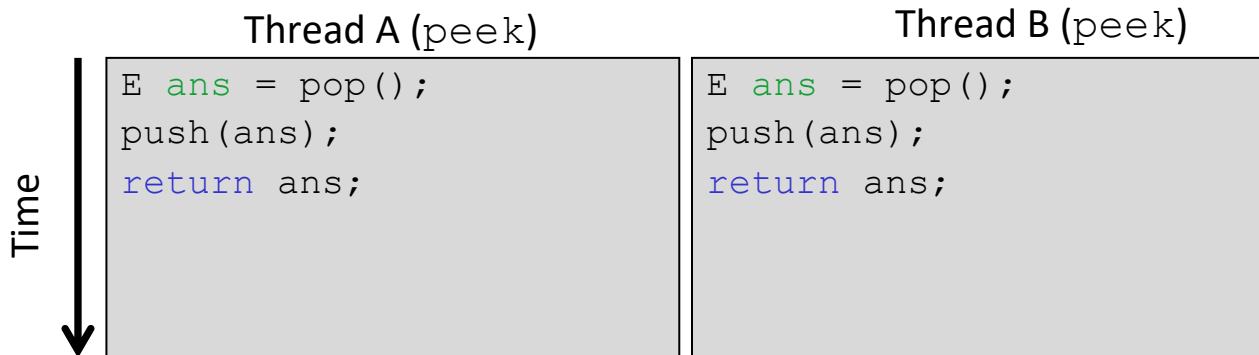 Thread A (peek)
E ans = pop();
push(ans);
return ans;
Thread B (peek)
E ans = pop();
push(ans);
return ans;
Time